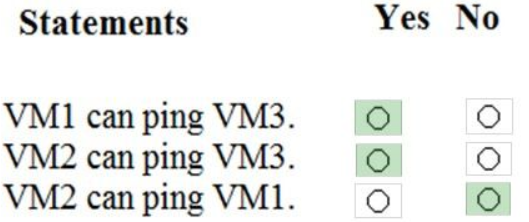 Statements Yes No
VM1 can ping VM3.
VM2 can ping VM3.
VM2 can ping VM1.